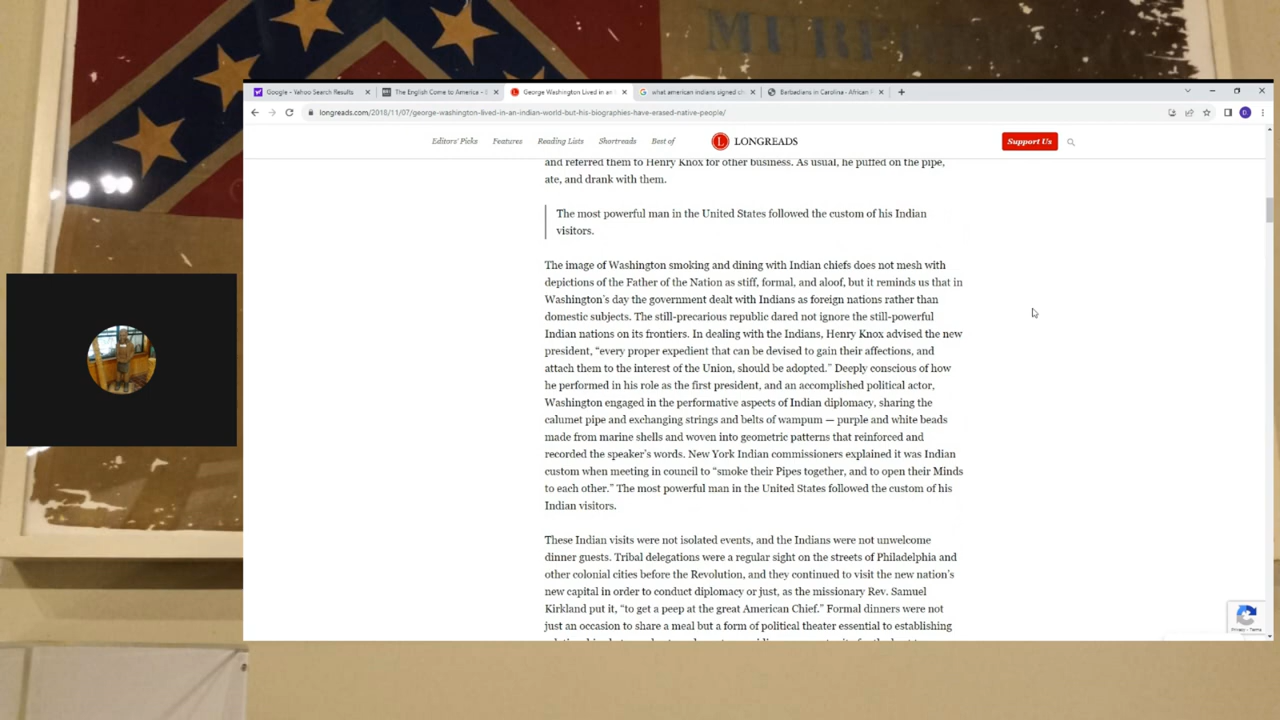 MURF
Google - Yahoo Search Results
The English Come to America -
George Washington Lived in an
what american indians signed
Barbadians in Carolina - African
longreads.com/2018/11/07/george-washington-lived-in-an-indian-world-but-his-biographies-have-erased-native-people/
Editors' Picks Features Reading Lists Shortreads Best of
L LONGREADS
Support Us
and referred them to Henry Knox for other business. As usual, he puffed on the pipe,
ate, and drank with them.
The most powerful man in the United States followed the custom of his Indian
visitors.
The image of Washington smoking and dining with Indian chiefs does not mesh with
depictions of the Father of the Nation as stiff, formal, and aloof, but it reminds us that in
Washington's day the government dealt with Indians as foreign nations rather than
domestic subjects. The still-precarious republic dared not ignore the still-powerful
Indian nations on its frontiers. In dealing with the Indians, Henry Knox advised the new
president, “every proper expedient that can be devised to gain their affections, and
attach them to the interest of the Union, should be adopted.” Deeply conscious of how
he performed in his role as the first president, and an accomplished political actor,
Washington engaged in the performative aspects of Indian diplomacy, sharing the
calumet pipe and exchanging strings and belts of wampum — purple and white beads
made from marine shells and woven into geometric patterns that reinforced and
recorded the speaker's words. New York Indian commissioners explained it was Indian
custom when meeting in council to “smoke their Pipes together, and to open their Minds
to each other.” The most powerful man in the United States followed the custom of his
Indian visitors.
These Indian visits were not isolated events, and the Indians were not unwelcome
dinner guests. Tribal delegations were a regular sight on the streets of Philadelphia and
other colonial cities before the Revolution, and they continued to visit the new nation's
new capital in order to conduct diplomacy or just, as the missionary Rev. Samuel
Kirkland put it, “to get a peep at the great American Chief.” Formal dinners were not
just an occasion to share a meal but a form of political theater essential to establishing
Privacy - Terms